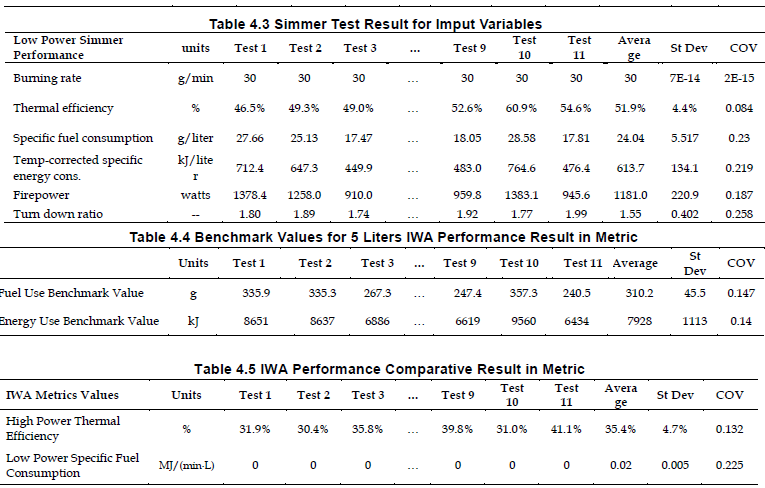 Table 4.3 Simmer Test Result for Imput Variables
Low Power Simmer Performance units Test 1 Test 2 Test 3 ... Test 9 Test 10 Test 11 Avera ge St Dev COV
Burning rate g/min 30 30 30 ... 30 30 30 30 7E-14 2E-15
Thermal efficiency % 46.5% 49.3% 49.0% ... 52.6% 60.9% 54.6% 51.9% 4.4% 0.084
Specific fuel consumption g/liter 27.66 25.13 17.47 ... 18.05 28.58 17.81 24.04 5.517 0.23
Temp-corrected specific energy cons. kJ/lite r 712.4 647.3 449.9 ... 483.0 764.6 476.4 613.7 134.1 0.219
Firepower watts 1378.4 1258.0 910.0 ... 959.8 1383.1 945.6 1181.0 220.9 0.187
Turn down ratio -- 1.80 1.89 1.74 ... 1.92 1.77 1.99 1.55 0.402 0.258
Table 4.4 Benchmark Values for 5 Liters IWA Performance Result in Metric
Units Test 1 Test 2 Test 3 ... Test 9 Test 10 Test 11 Average St Dev COV
Fuel Use Benchmark Value g 335.9 335.3 267.3 ... 247.4 357.3 240.5 310.2 45.5 0.147
Energy Use Benchmark Value kJ 8651 8637 6886 ... 6619 9560 6434 7928 1113 0.14
Table 4.5 IWA Performance Comparative Result in Metric
IWA Metrics Values Units Test 1 Test 2 Test 3 ... Test 9 Test 10 Test 11 Avera ge St Dev COV
High Power Thermal Efficiency % 31.9% 30.4% 35.8% ... 39.8% 31.0% 41.1% 35.4% 4.7% 0.132
Low Power Specific Fuel Consumption MJ/(min·L) 0 0 0 ... 0 0 0 0.02 0.005 0.225